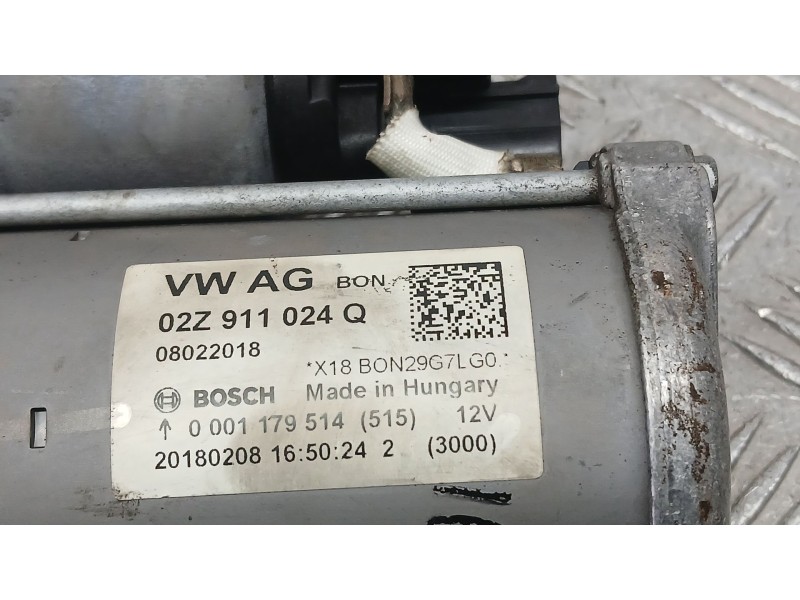 VW AG BON
02Z 911 024 Q
08022018
*X18 BON29G7LG0.*
BOSCH Made in Hungary
↑ 0 001 179 514 (515) 12V
20180208 16:50:24 2 (3000)